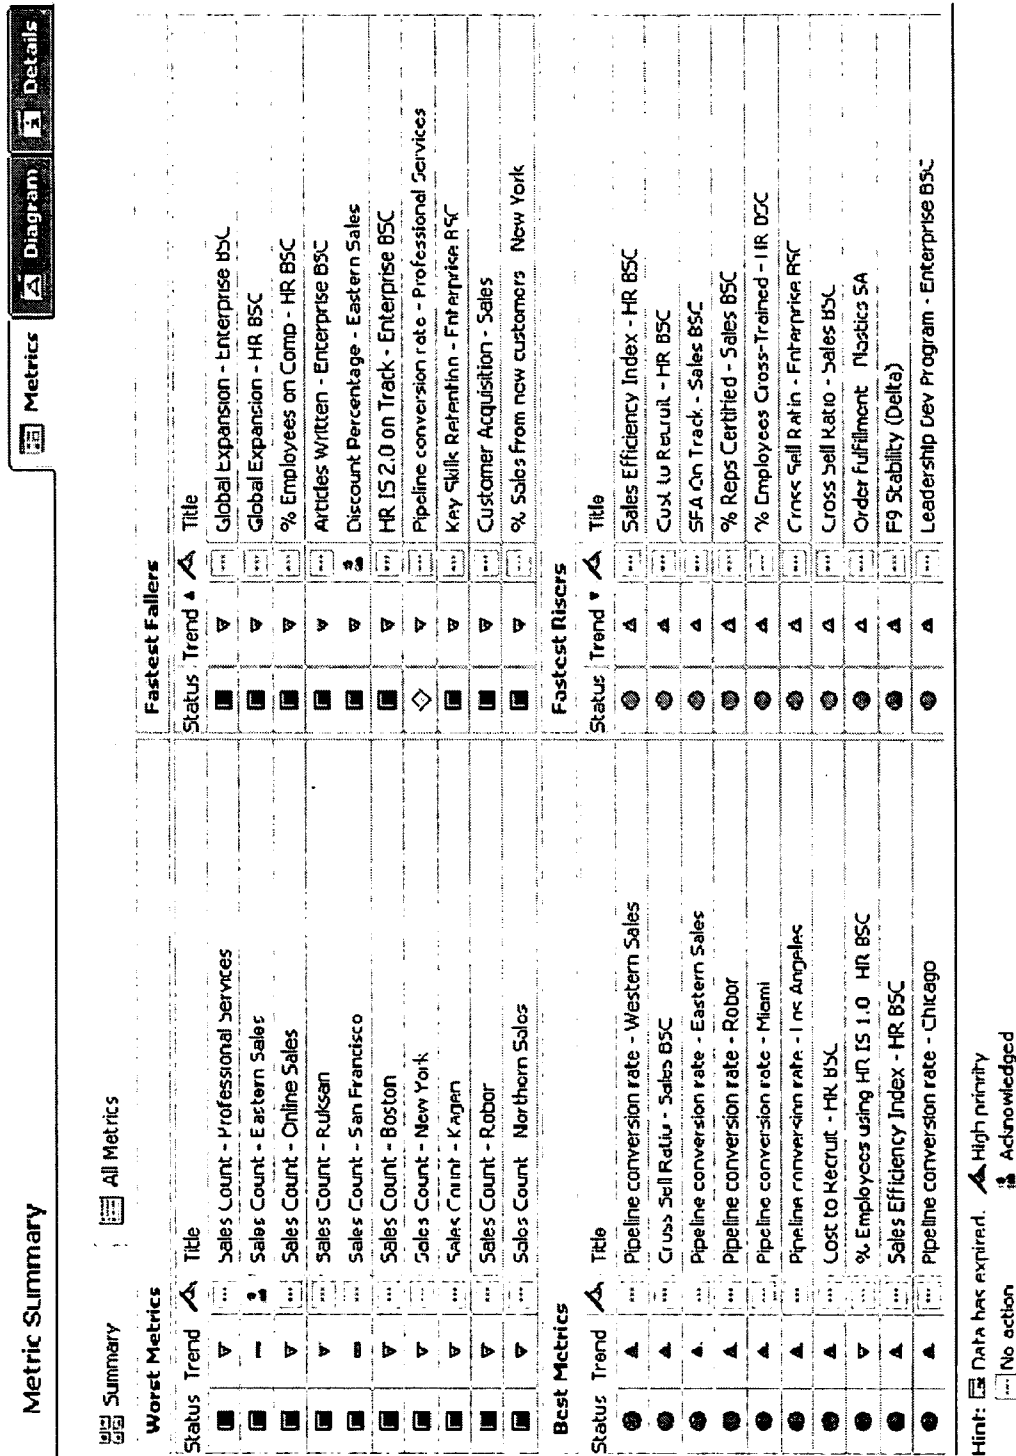 Metric Summary
Metrics
Diagram
Details
Summary
All Metrics
Worst Metrics
Status Trend Title
Sales Count - Professional Services
Sales Count - Eastern Sales
Sales Count - Online Sales
Sales Count - Ruksan
Sales Count - San Francisco
Sales Count - Boston
Sales Count - New York
Sales Count - Kagen
Sales Count - Robor
Sales Count Northern Sales
Fastest Fallers
Status Trend Title
Global Expansion - Enterprise BSC
Global Expansion - HR BSC
% Employees on Comp - HR BSC
Articles Written - Enterprise BSC
Discount Percentage - Eastern Sales
HR IS 2.0 on Track - Enterprise BSC
Pipeline conversion rate - Professional Services
Key Skills Retention - Enterprise BSC
Customer Acquisition - Sales
% Sales from new customers New York
Best Metrics
Status Trend Title
Pipeline conversion rate - Western Sales
Cross Sell Ratio - Sales BSC
Pipeline conversion rate - Eastern Sales
Pipeline conversion rate - Robor
Pipeline conversion rate - Miami
Pipeline conversion rate - Los Angeles
Cost to Recruit - HR BSC
% Employees using HR IS 1.0 HR BSC
Sales Efficiency Index - HR BSC
Pipeline conversion rate - Chicago
Fastest Risers
Status Trend Title
Sales Efficiency Index - HR BSC
Cost to Recruit - HR BSC
SFA On Track - Sales BSC
% Reps Certified - Sales BSC
% Employees Cross-Trained - HR BSC
Cross Sell Ratio - Enterprise BSC
Cross Sell Ratio - Sales BSC
Order Fulfillment Plastics SA
F9 Stability (Delta)
Leadership Dev Program - Enterprise BSC
Hint: Data has expired. High priority
No action Acknowledged